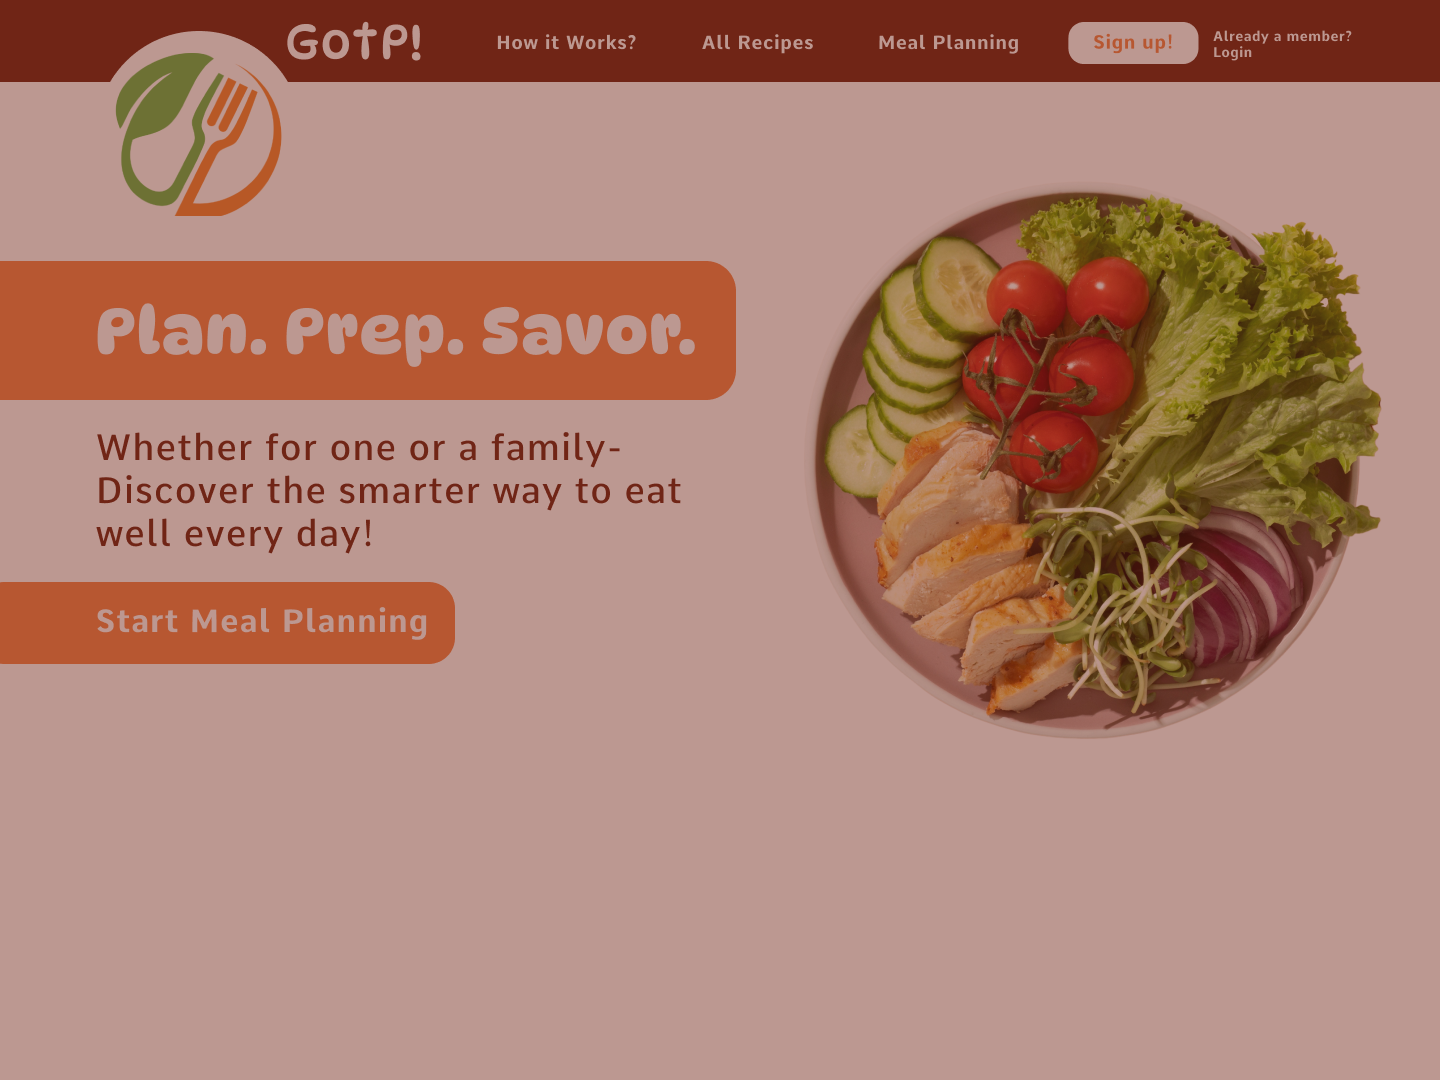 GotP!
How it Works?
All Recipes
Meal Planning
Sign up!
Already a member?
Login
Plan. Prep. Savor.
Whether for one or a family-
Discover the smarter way to eat
well every day!
Start Meal Planning